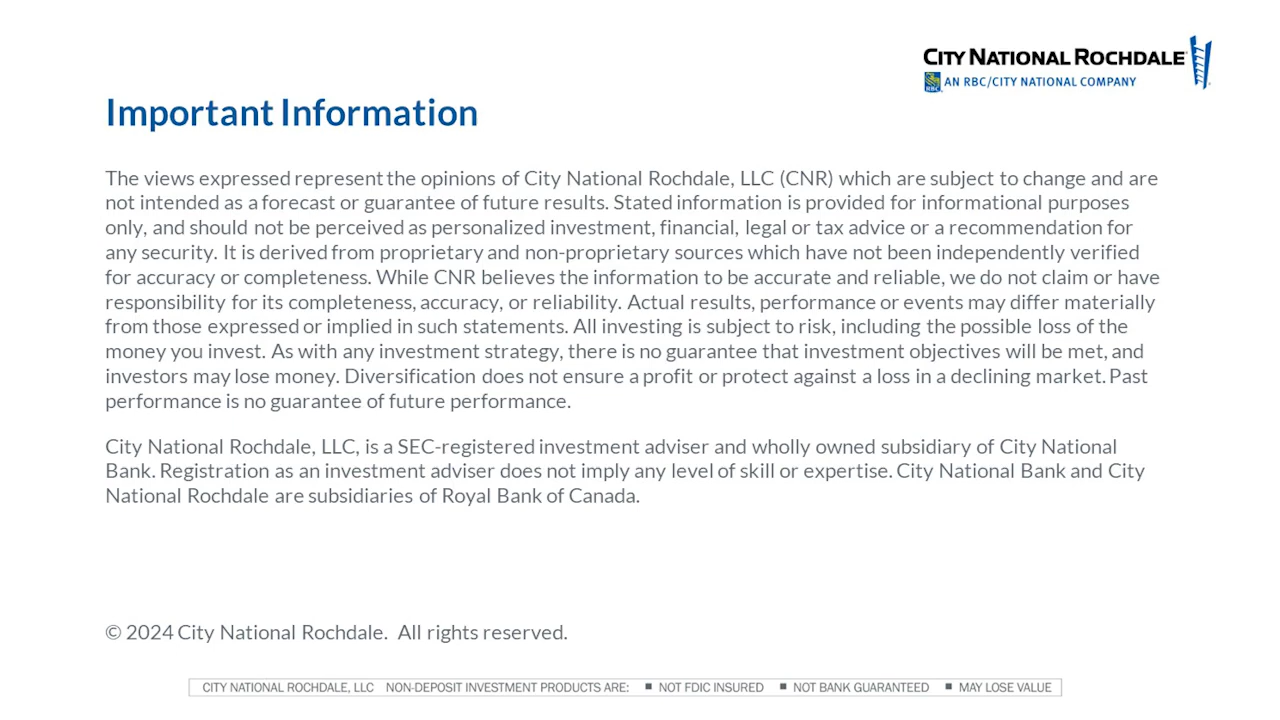 CITY NATIONAL ROCHDALE
RBC AN RBC/CITY NATIONAL COMPANY
Important Information
The views expressed represent the opinions of City National Rochdale, LLC (CNR) which are subject to change and are
not intended as a forecast or guarantee of future results. Stated information is provided for informational purposes
only, and should not be perceived as personalized investment, financial, legal or tax advice or a recommendation for
any security. It is derived from proprietary and non-proprietary sources which have not been independently verified
for accuracy or completeness. While CNR believes the information to be accurate and reliable, we do not claim or have
responsibility for its completeness, accuracy, or reliability. Actual results, performance or events may differ materially
from those expressed or implied in such statements. All investing is subject to risk, including the possible loss of the
money you invest. As with any investment strategy, there is no guarantee that investment objectives will be met, and
investors may lose money. Diversification does not ensure a profit or protect against a loss in a declining market. Past
performance is no guarantee of future performance.
City National Rochdale, LLC, is a SEC-registered investment adviser and wholly owned subsidiary of City National
Bank. Registration as an investment adviser does not imply any level of skill or expertise. City National Bank and City
National Rochdale are subsidiaries of Royal Bank of Canada.
© 2024 City National Rochdale. All rights reserved.
CITY NATIONAL ROCHDALE, LLC NON-DEPOSIT INVESTMENT PRODUCTS ARE: ■ NOT FDIC INSURED ■ NOT BANK GUARANTEED ■ MAY LOSE VALUE